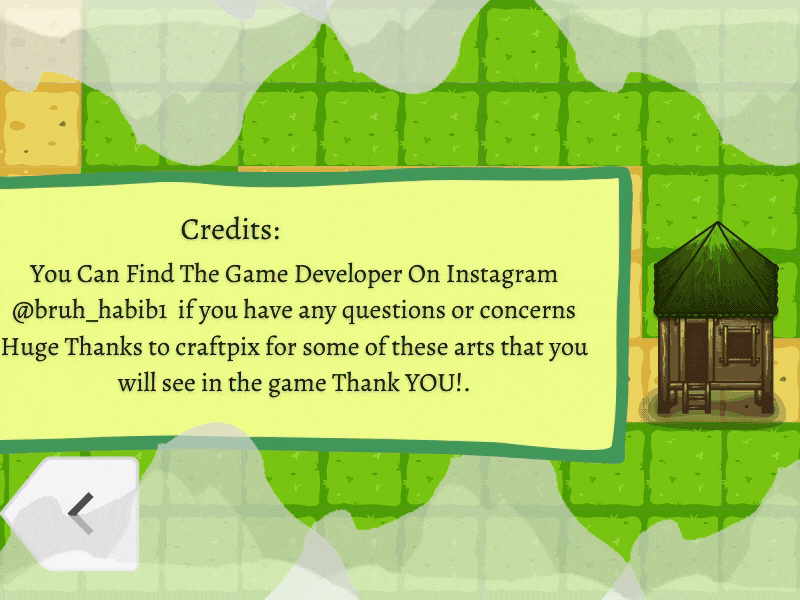 Credits:
You Can Find The Game Developer On Instagram
@bruh_habib1 if you have any questions or concerns
Huge Thanks to craftpix for some of these arts that you
will see in the game Thank YOU!.